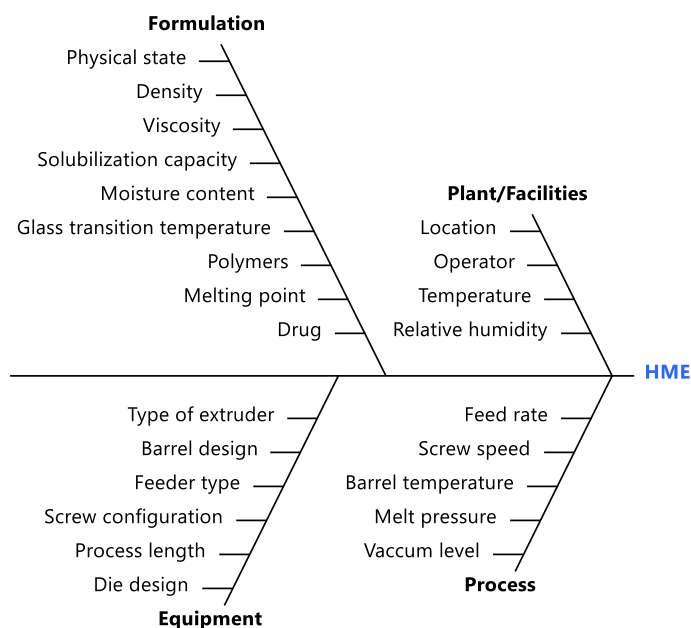 Formulation
Physical state
Density
Viscosity
Solubilization capacity
Moisture content
Glass transition temperature
Polymers
Melting point
Drug
Plant/Facilities
Location
Operator
Temperature
Relative humidity
HME
Type of extruder
Barrel design
Feeder type
Screw configuration
Process length
Die design
Equipment
Feed rate
Screw speed
Barrel temperature
Melt pressure
Vaccum level
Process